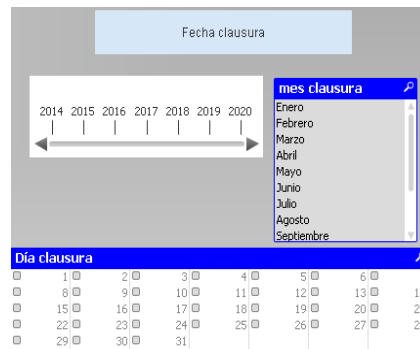 Fecha clausura
2014 2015 2016 2017 2018 2019 2020
mes clausura
Enero
Febrero
Marzo
Abril
Mayo
Junio
Julio
Agosto
Septiembre
Día clausura
1 2 3 4 5 6
8 9 10 11 12 13
15 16 17 18 19 20
22 23 24 25 26 27
29 30 31